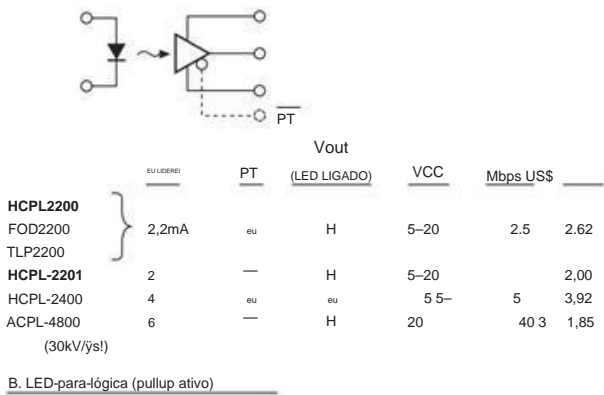 PT
Vout
EU LIDEREI PT (LED LIGADO) VCC Mbps US$
HCPL2200
FOD2200 2,2mA eu H 5–20 2.5 2.62
TLP2200
HCPL-2201 2 — H 5–20 2,00
HCPL-2400 4 eu eu 5 5– 5 3,92
ACPL-4800 6 — H 20 40 3 1,85
(30kV/ÿs!)
B. LED-para-lógica (pullup ativo)